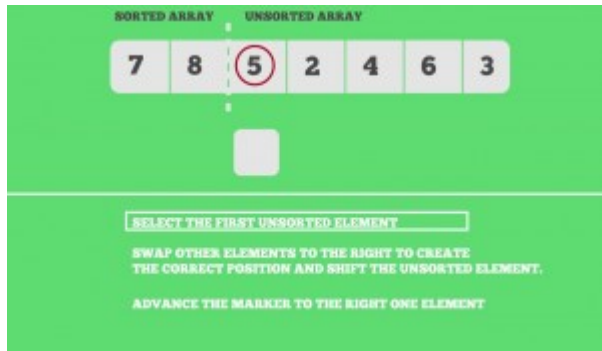 SORTED ARRAY UNSORTED ARRAY
7 8 5 2 4 6 3
SELECT THE FIRST UNSORTED ELEMENT
SWAP OTHER ELEMENTS TO THE RIGHT TO CREATE
THE CORRECT POSITION AND SHIFT THE UNSORTED ELEMENT.
ADVANCE THE MARKER TO THE RIGHT ONE ELEMENT